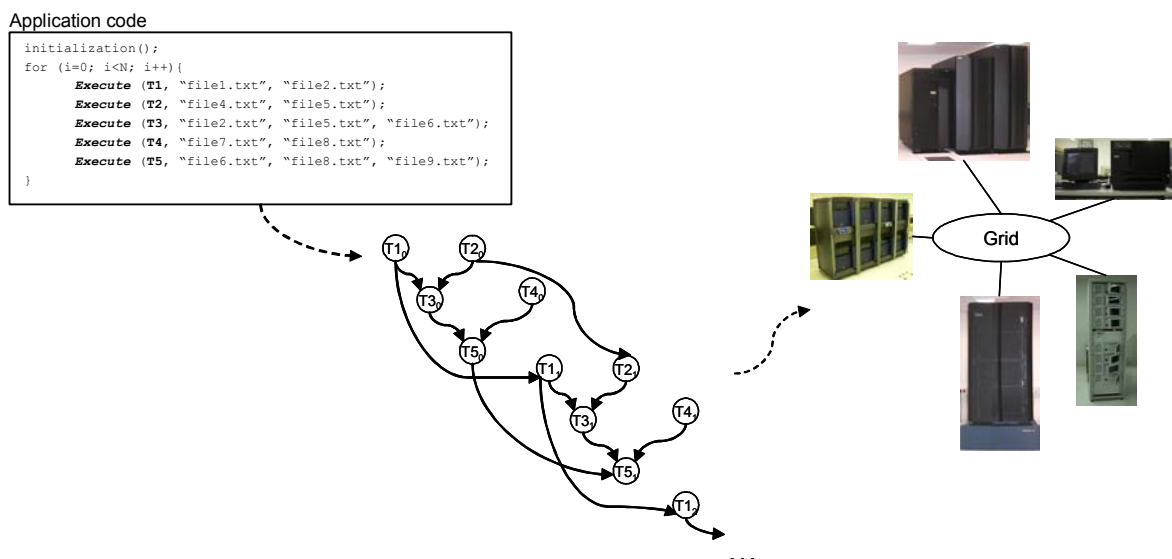 Application code
initialization();
for (i=0; i<N; i++){
Execute (T1, “file1.txt”, “file2.txt”);
Execute (T2, “file4.txt”, “file5.txt”);
Execute (T3, “file2.txt”, “file5.txt”, “file6.txt”);
Execute (T4, “file7.txt”, “file8.txt”);
Execute (T5, “file6.txt”, “file8.txt”, “file9.txt”);
}
Grid
T1₀
T2₀
T3₀
T4₀
T5₀
T1₁
T2₁
T3₁
T4₁
T5₁
T1₂
...